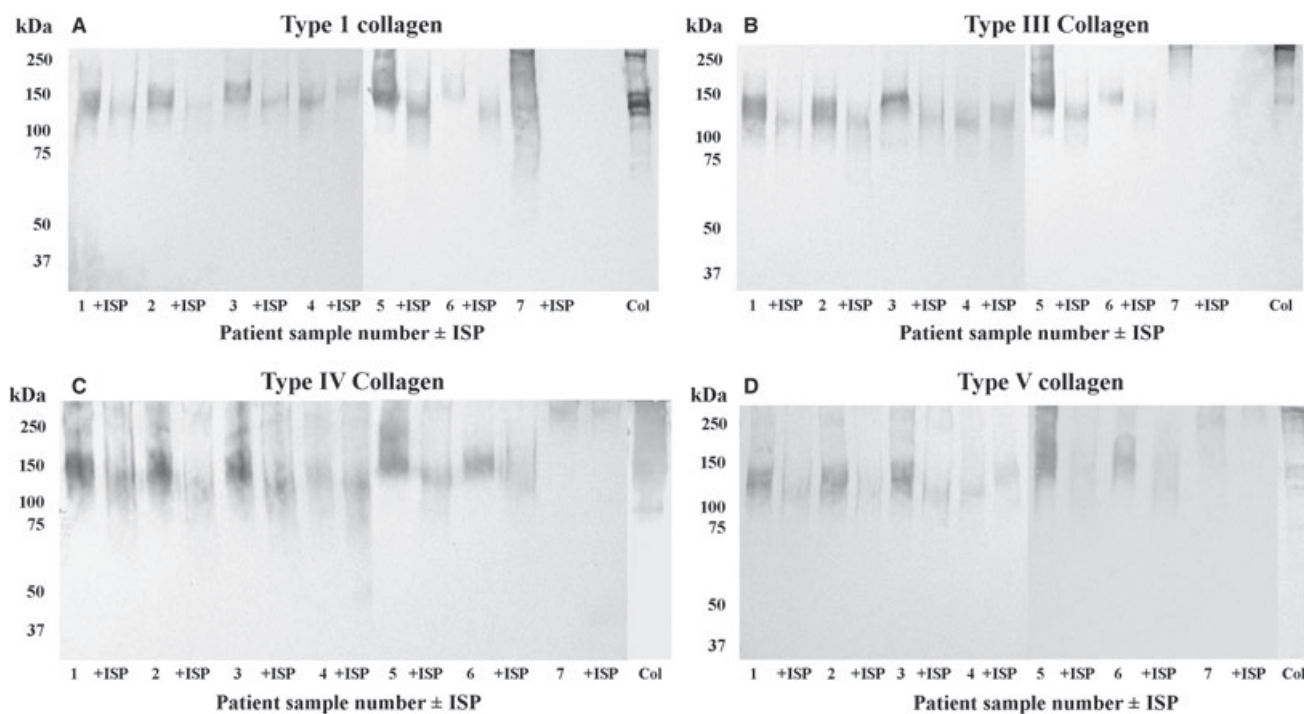 A Type 1 collagen
kDa
250
150
100
75
50
37
1 +ISP 2 +ISP 3 +ISP 4 +ISP 5 +ISP 6 +ISP 7 +ISP Col
Patient sample number ± ISP
B Type III Collagen
kDa
250
150
100
75
50
37
1 +ISP 2 +ISP 3 +ISP 4 +ISP 5 +ISP 6 +ISP 7 +ISP Col
Patient sample number ± ISP
C Type IV Collagen
kDa
250
150
100
75
50
37
1 +ISP 2 +ISP 3 +ISP 4 +ISP 5 +ISP 6 +ISP 7 +ISP Col
Patient sample number ± ISP
D Type V collagen
kDa
250
150
100
75
50
37
1 +ISP 2 +ISP 3 +ISP 4 +ISP 5 +ISP 6 +ISP 7 +ISP Col
Patient sample number ± ISP